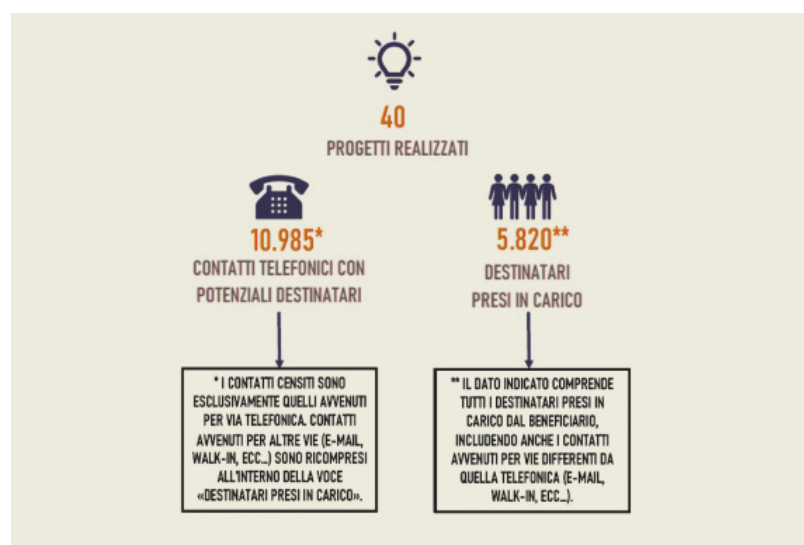 40
PROGETTI REALIZZATI
10.985*
CONTATTI TELEFONICI CON
POTENZIALI DESTINATARI
5.820**
DESTINATARI
PRESI IN CARICO
* I CONTATTI CENSITI SONO
ESCLUSIVAMENTE QUELLI AVVENUTI
PER VIA TELEFONICA. CONTATTI
AVVENUTI PER ALTRE VIE (E-MAIL,
WALK-IN, ECC...) SONO RICOMPRESI
ALL'INTERNO DELLA VOCE
«DESTINATARI PRESI IN CARICO».
** IL DATO INDICATO COMPRENDE
TUTTI I DESTINATARI PRESI IN
CARICO DAL BENEFICIARIO,
INCLUDENDO ANCHE I CONTATTI
AVVENUTI PER VIE DIFFERENTI DA
QUELLA TELEFONICA (E-MAIL,
WALK-IN, ECC...).